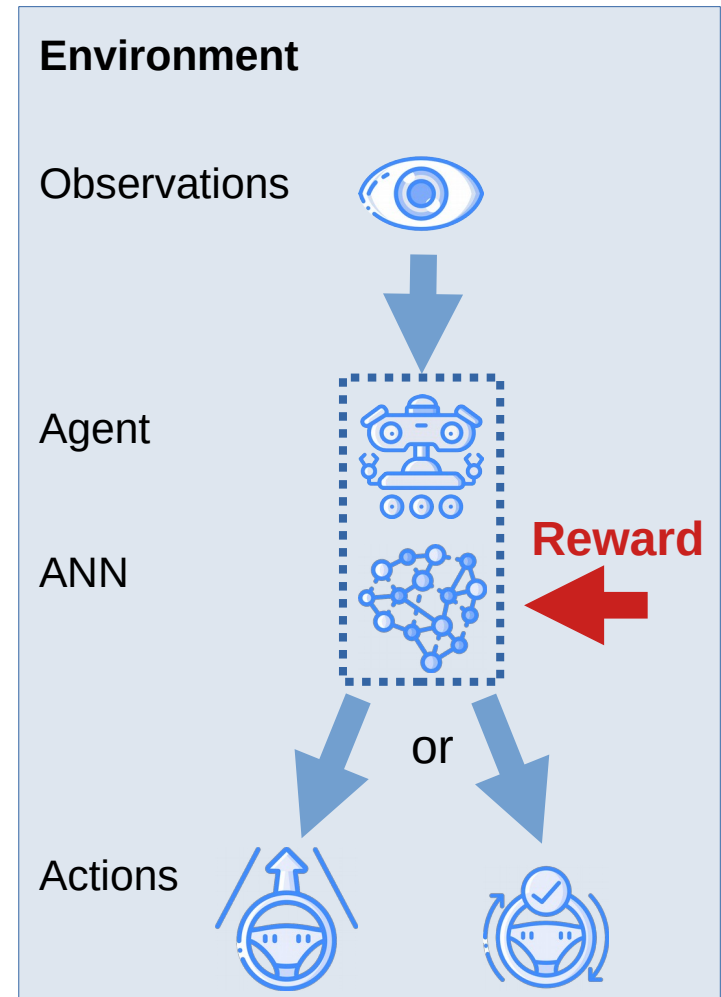 Environment
Observations
Agent
Reward
ANN
or
Actions